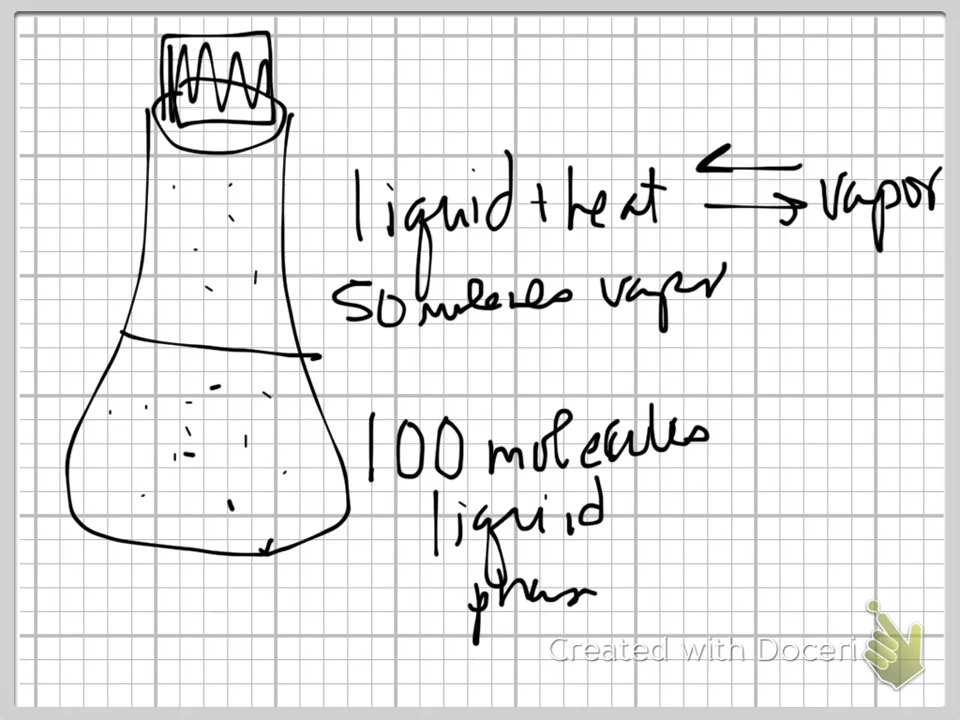 liquid + heat ⇄ vapor
50 molecules vapor
100 molecules
liquid
phase
Created with Doceri